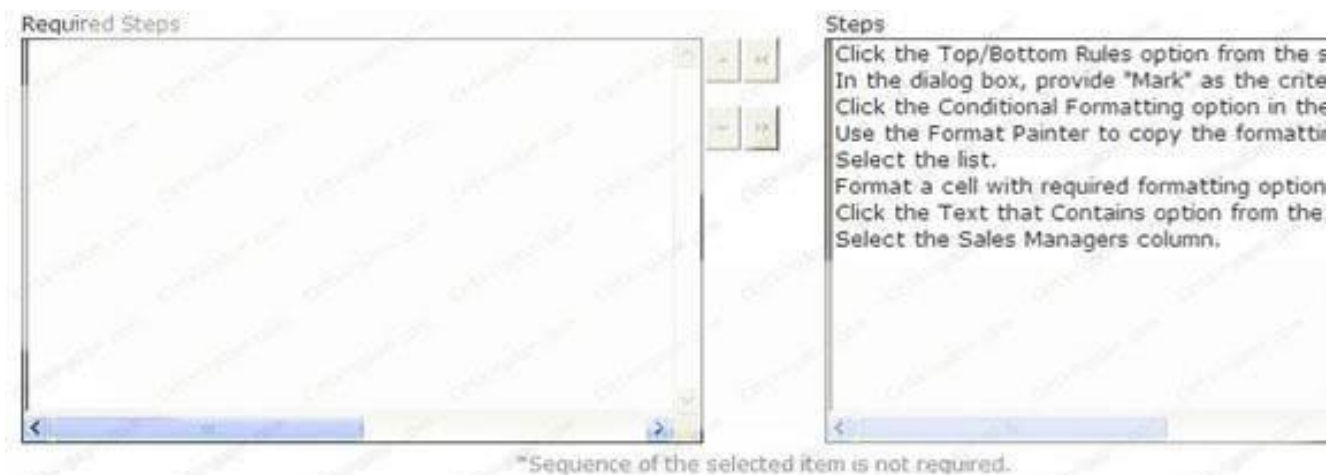 Required Steps
Steps
Click the Top/Bottom Rules option from the s
In the dialog box, provide "Mark" as the crite
Click the Conditional Formatting option in the
Use the Format Painter to copy the formattin
Select the list.
Format a cell with required formatting option
Click the Text that Contains option from the
Select the Sales Managers column.
*Sequence of the selected item is not required.